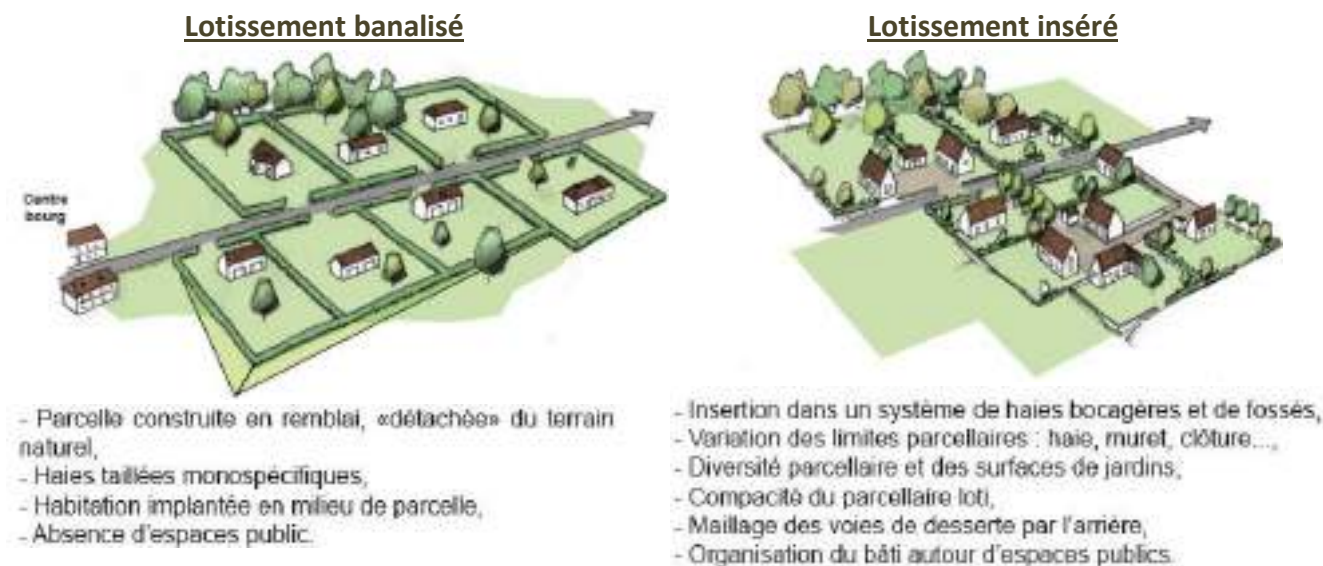 Lotissement banalisé
Centre
bourg
- Parcelle construite en remblai, «détachée» du terrain
naturel,
- Haies taillées monospécifiques,
- Habitation implantée en milieu de parcelle,
- Absence d'espaces public.
Lotissement inséré
- Insertion dans un système de haies bocagères et de fossés,
- Variation des limites parcellaires : haie, muret, clôture...,
- Diversité parcellaire et des surfaces de jardins,
- Compacité du parcellaire loti,
- Maillage des voies de desserte par l'arrière,
- Organisation du bâti autour d'espaces publics.